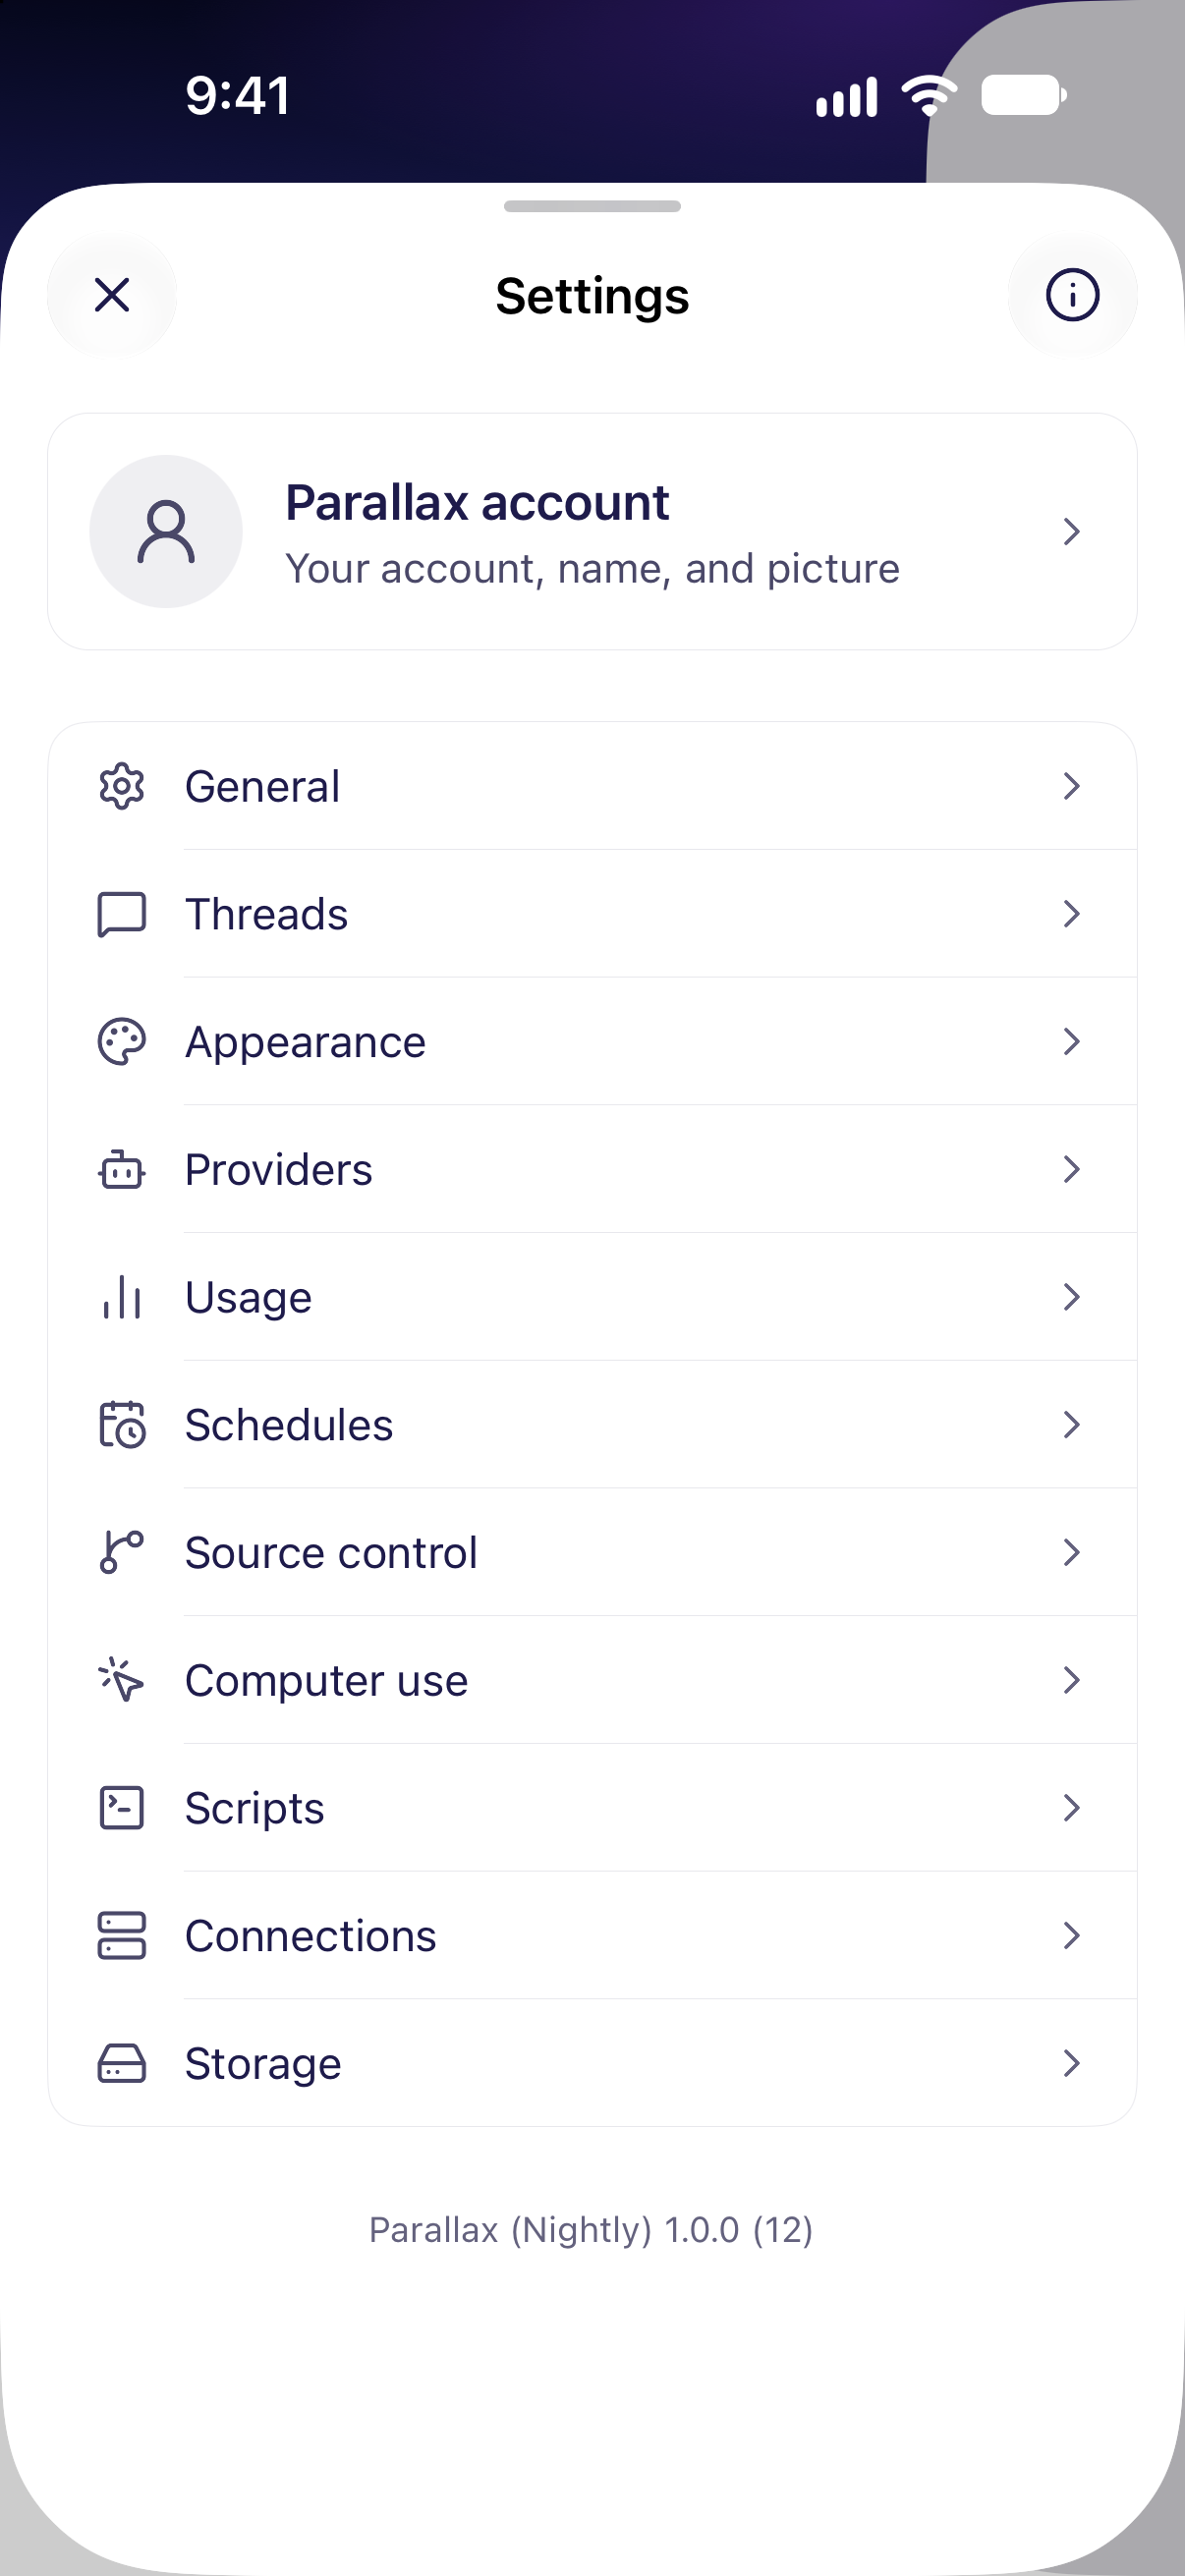 9:41
Settings
Parallax account
Your account, name, and picture
General
Threads
Appearance
Providers
Usage
Schedules
Source control
Computer use
Scripts
Connections
Storage
Parallax (Nightly) 1.0.0 (12)